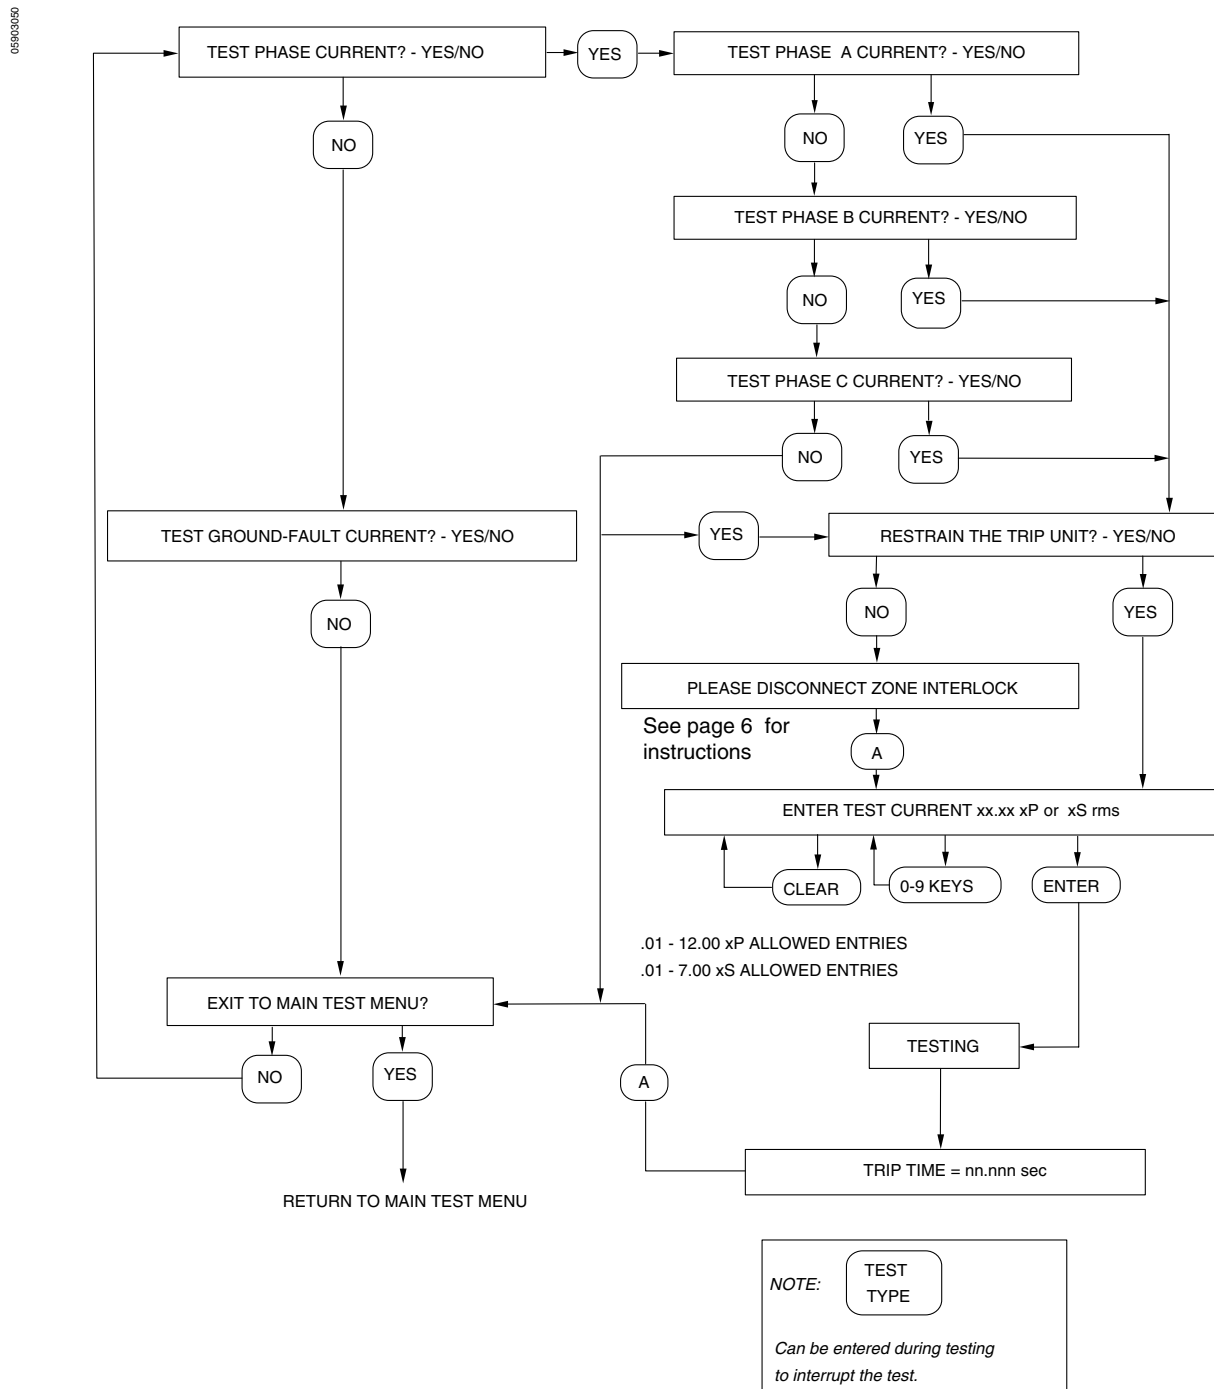 05903050
TEST PHASE CURRENT? - YES/NO
YES
TEST PHASE A CURRENT? - YES/NO
NO
NO
YES
TEST PHASE B CURRENT? - YES/NO
NO
YES
TEST PHASE C CURRENT? - YES/NO
NO
YES
TEST GROUND-FAULT CURRENT? - YES/NO
YES
RESTRAIN THE TRIP UNIT? - YES/NO
NO
NO
YES
PLEASE DISCONNECT ZONE INTERLOCK
See page 6 for
instructions
A
ENTER TEST CURRENT xx.xx xP or xS rms
CLEAR
0-9 KEYS
ENTER
.01 - 12.00 xP ALLOWED ENTRIES
.01 - 7.00 xS ALLOWED ENTRIES
EXIT TO MAIN TEST MENU?
TESTING
NO
YES
A
TRIP TIME = nn.nnn sec
RETURN TO MAIN TEST MENU
NOTE:
TEST
TYPE
Can be entered during testing
to interrupt the test.